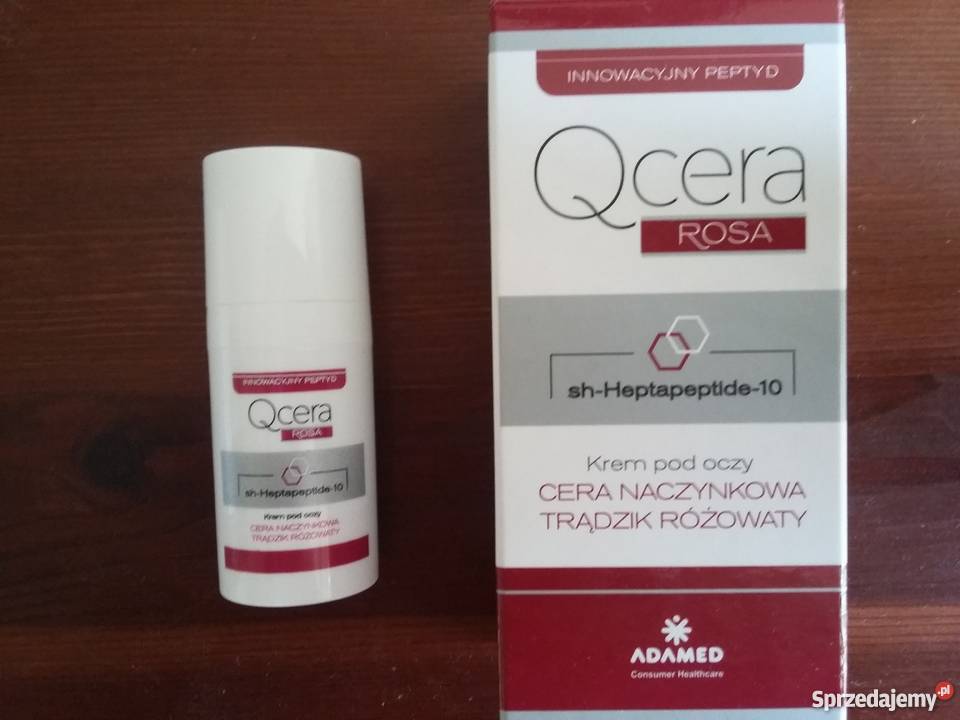 INNOWACYJNY PEPTYD
Qcera
ROSA
sh-Heptapeptide-10
Krem pod oczy
CERA NACZYNKOWA
TRĄDZIK RÓŻOWATY
INNOWACYJNY PEPTYD
Qcera
ROSA
sh-Heptapeptide-10
Krem pod oczy
CERA NACZYNKOWA
TRĄDZIK RÓŻOWATY
ADAMED
Consumer Healthcare
Sprzedajemy.pl